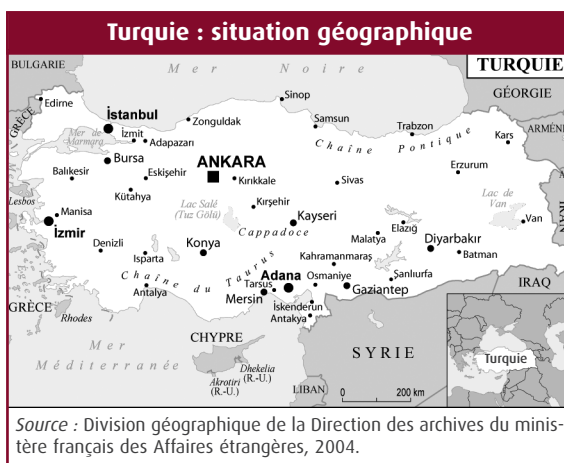 Turquie : situation géographique
BULGARIE
Mer Noire
TURQUIE
GÉORGIE
Sinop
Edirne
GRÈCE
İstanbul
Zonguldak
Samsun
Trabzon
Kars
ARMÉNI
Mer de
Marmara
İzmit
Adapazarı
Chaîne Pontique
Bursa
ANKARA
Erzurum
Balıkesir
Eskişehir
Kırıkkale
Sivas
Kütahya
Lesbos
Manisa
Lac Salé
(Tuz Gölü)
Kırşehir
Lac de
Van
İzmir
Kayseri
Elazığ
Van
Cappadoce
Malatya
Denizli
Konya
Diyarbakır
Batman
Isparta
Kahramanmaraş
Chaîne du Taurus
Adana
Osmaniye
Şanlıurfa
Antalya
Tarsus
Mersin
Gaziantep
IRAQ
GRÈCE
Rhodes
İskenderun
Antakya
CHYPRE
Mer
Méditerranée
Dhekelia
(R.-U.)
Akrotiri
(R.-U.)
SYRIE
Turquie
LIBAN
0 200 km
Source : Division géographique de la Direction des archives du minis-
tère français des Affaires étrangères, 2004.